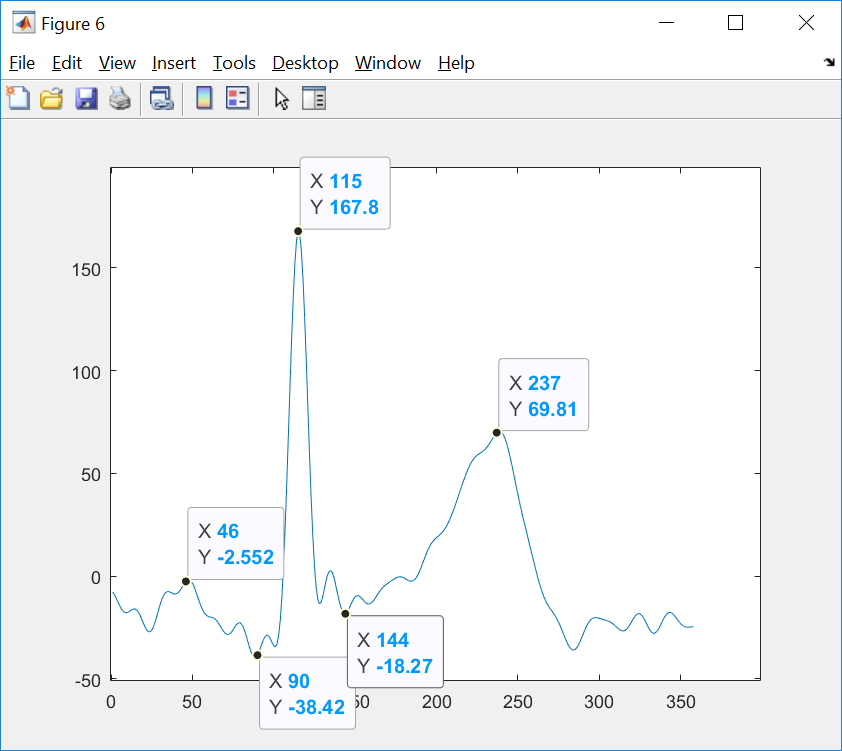 Figure 6
File Edit View Insert Tools Desktop Window Help
X 115
Y 167.8
150
100
X 237
Y 69.81
50
X 46
Y -2.552
0
X 144
Y -18.27
X 90
Y -38.42
-50
0 50 50 200 250 300 350